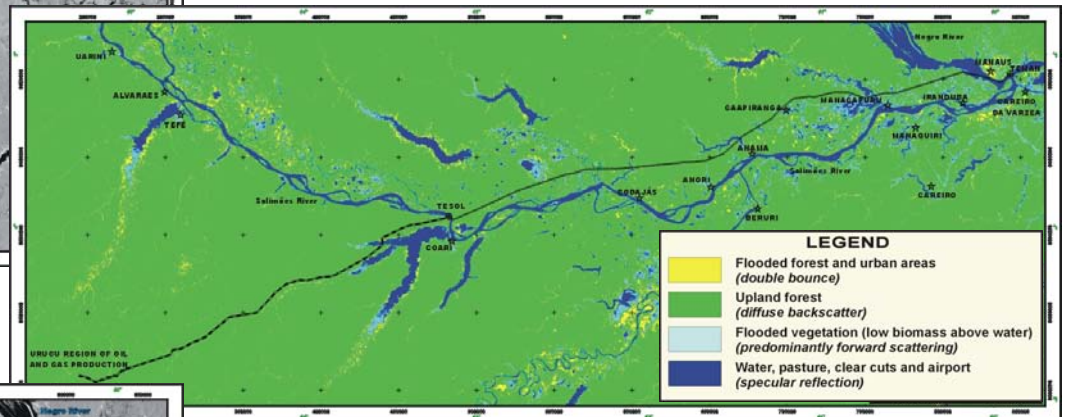 Negro River
UARINI
MANAUS
TEMAN
ALVARAES
IRANDUBA
MANACAPURU
CAREIRO
DA VARZEA
CAAPIRANGA
TEFÉ
MANAQUIRI
ANAMA
Solimões River
ANORI
CODAJÁS
CAREIRO
Solimões River
TESOL
BERURI
COARI
LEGEND
Flooded forest and urban areas
(double bounce)
Upland forest
(diffuse backscatter)
Flooded vegetation (low biomass above water)
(predominantly forward scattering)
Water, pasture, clear cuts and airport
(specular reflection)
URUCU REGION OF OIL
AND GAS PRODUCTION
Negro River